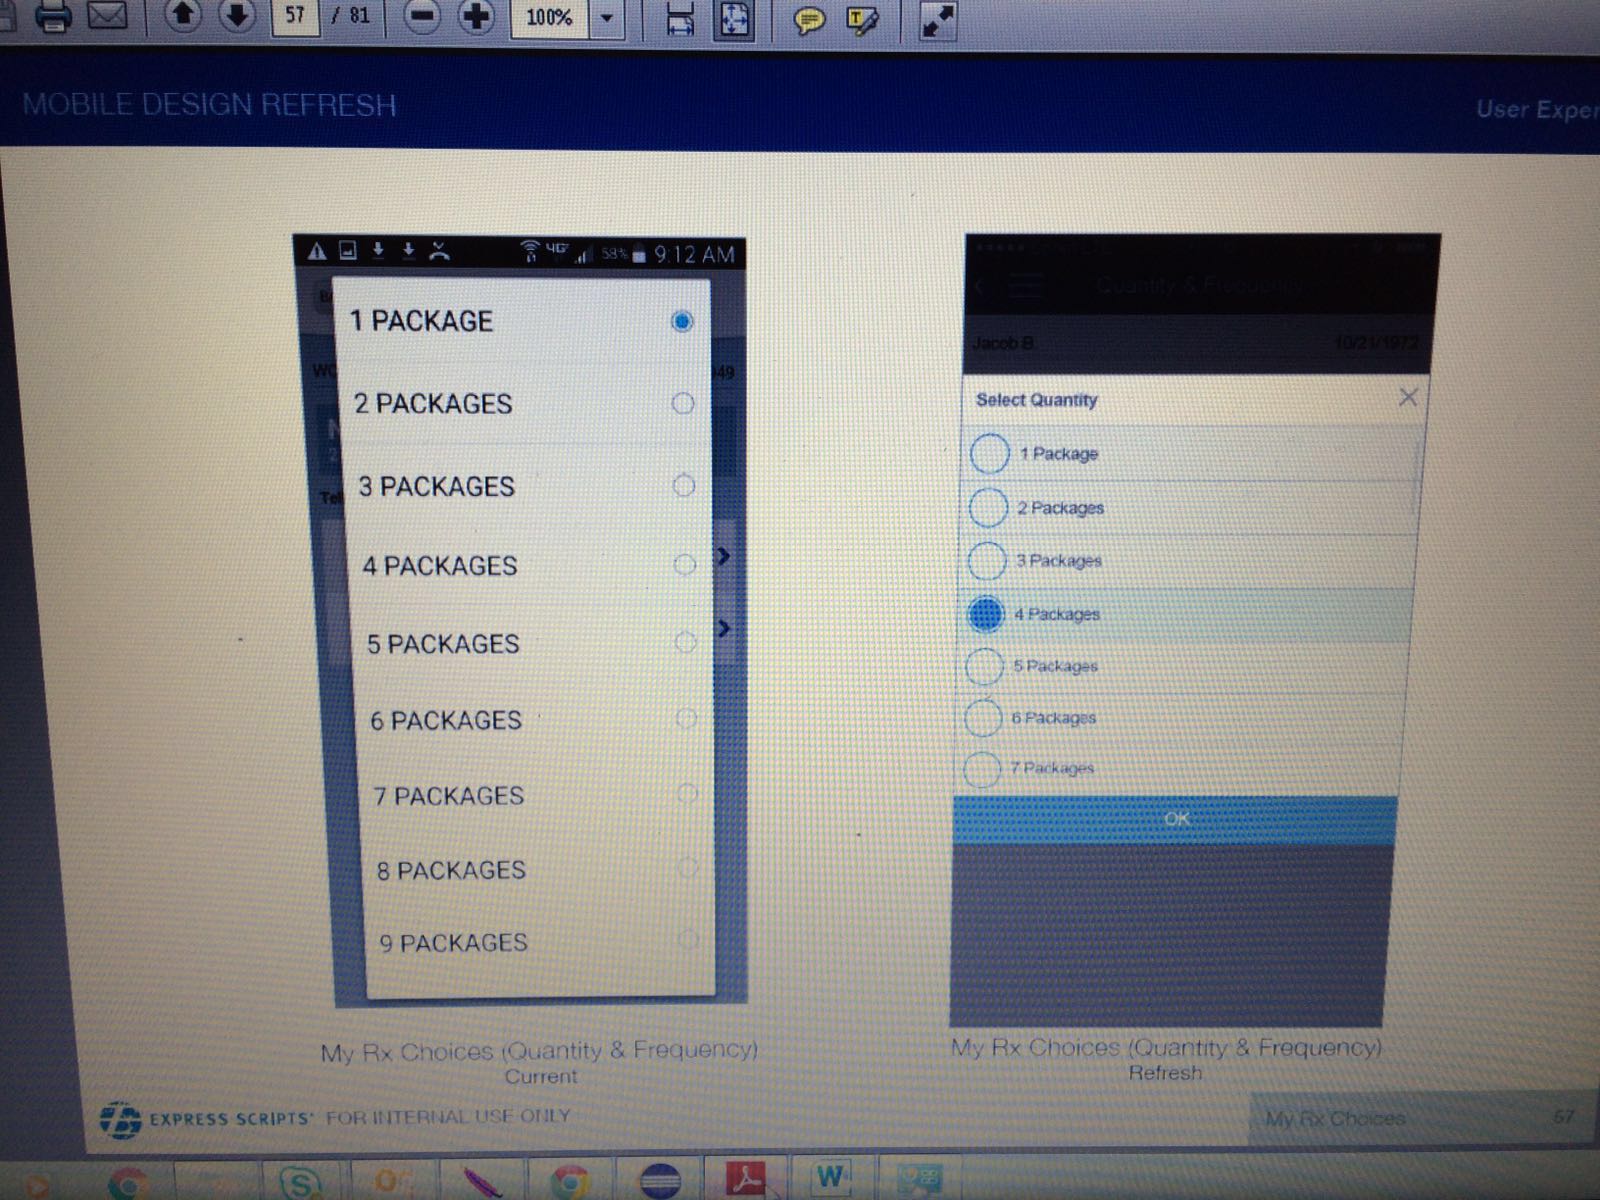 57 / 81
100%
MOBILE DESIGN REFRESH
User Exper
4G 58% 9:12 AM
1 PACKAGE
2 PACKAGES
3 PACKAGES
4 PACKAGES
5 PACKAGES
6 PACKAGES
7 PACKAGES
8 PACKAGES
9 PACKAGES
WO
049
Tell
My Rx Choices (Quantity & Frequency)
Current
Quantity & Frequency
Jacob B. 10/21/1972
Select Quantity
1 Package
2 Packages
3 Packages
4 Packages
5 Packages
6 Packages
7 Packages
OK
My Rx Choices (Quantity & Frequency)
Refresh
EXPRESS SCRIPTS® FOR INTERNAL USE ONLY
My Rx Choices 57